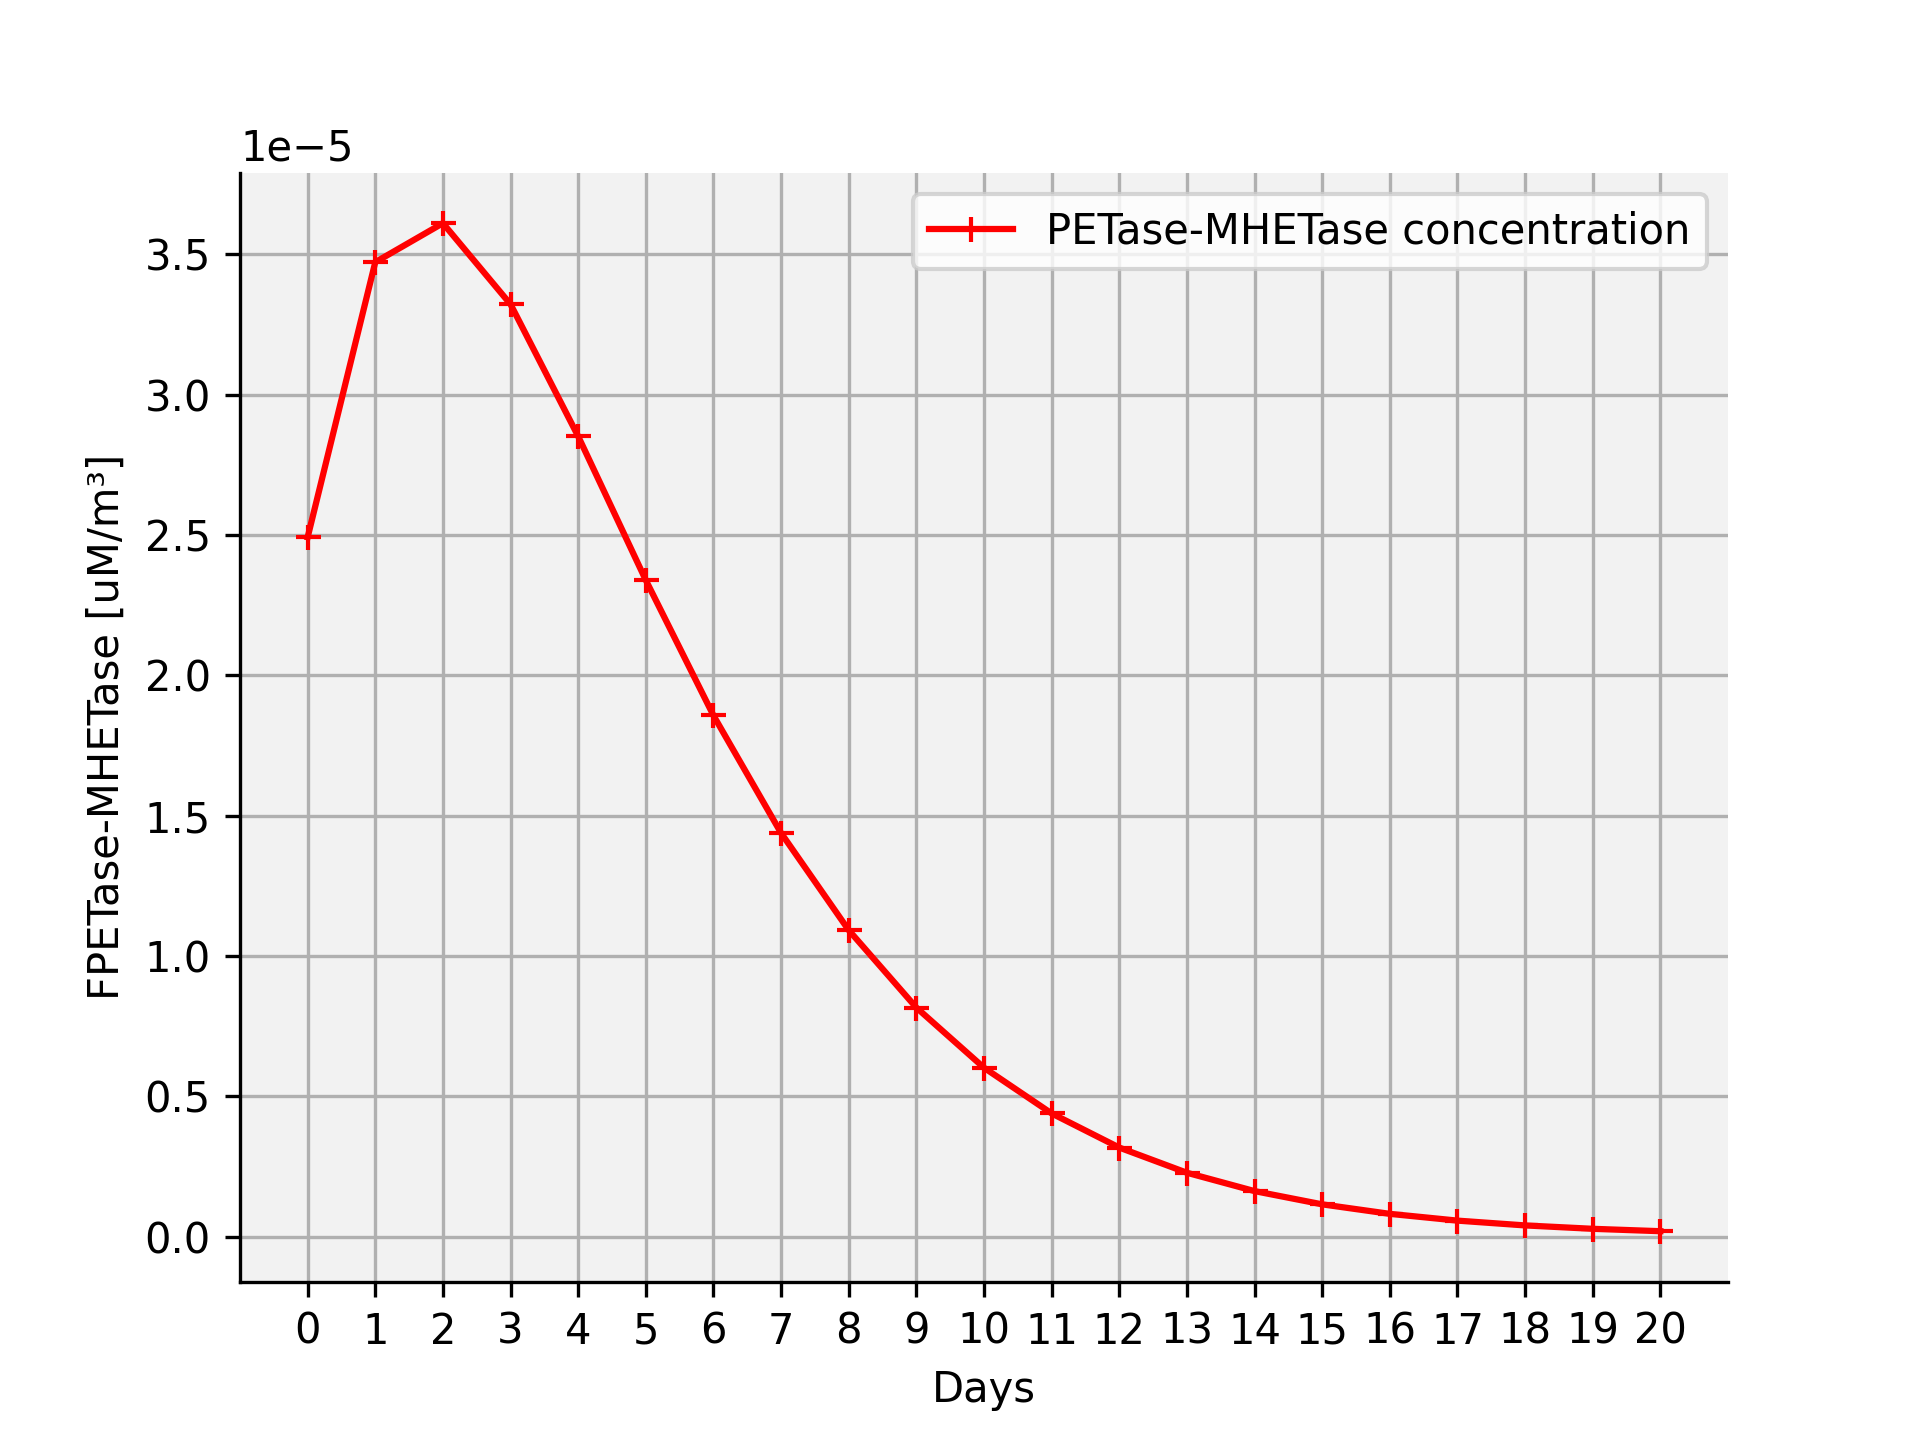 1e−5
PETase-MHETase concentration
FPETase-MHETase [uM/m³]
3.5
3.0
2.5
2.0
1.5
1.0
0.5
0.0
0 1 2 3 4 5 6 7 8 9 10 11 12 13 14 15 16 17 18 19 20
Days